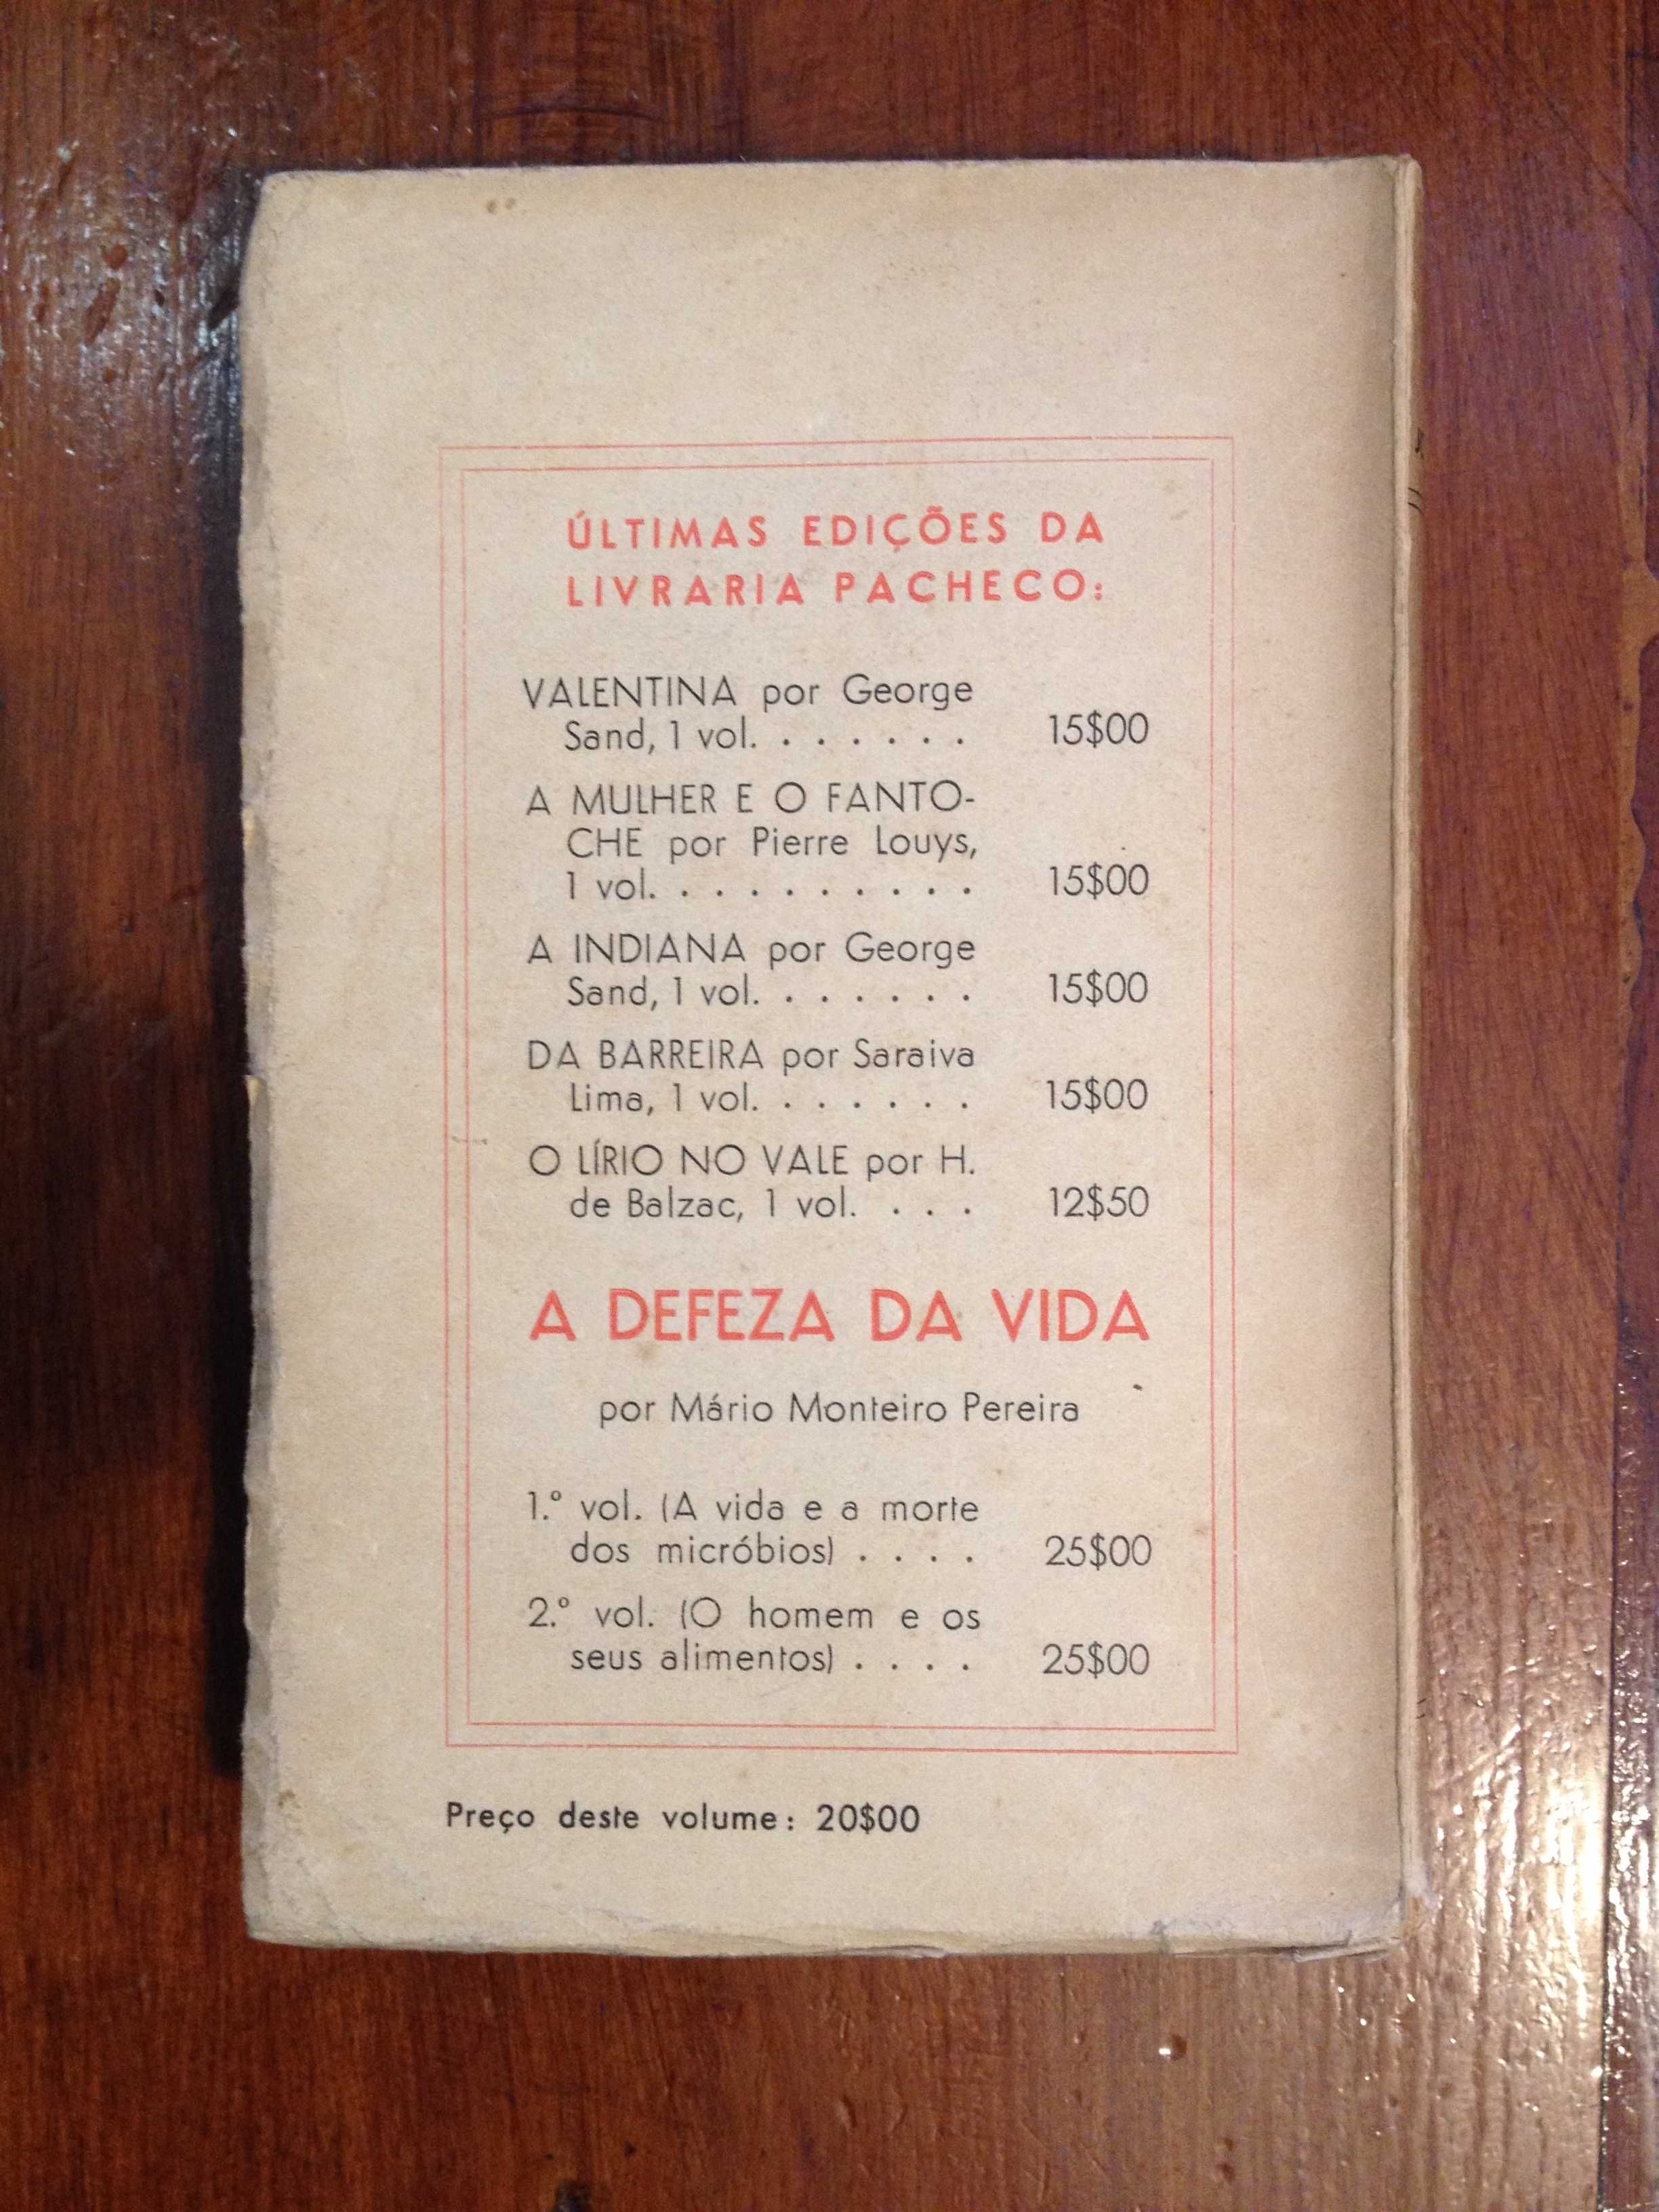 ÚLTIMAS EDIÇÕES DA
LIVRARIA PACHECO:
VALENTINA por George
Sand, 1 vol. . . . . . . 15$00
A MULHER E O FANTO-
CHE por Pierre Louys,
1 vol. . . . . . . . . . . 15$00
A INDIANA por George
Sand, 1 vol. . . . . . . 15$00
DA BARREIRA por Saraiva
Lima, 1 vol. . . . . . . 15$00
O LÍRIO NO VALE por H.
de Balzac, 1 vol. . . . 12$50
A DEFEZA DA VIDA
por Mário Monteiro Pereira
1.º vol. (A vida e a morte
dos micróbios) . . . . 25$00
2.º vol. (O homem e os
seus alimentos) . . . . 25$00
Preço deste volume: 20$00